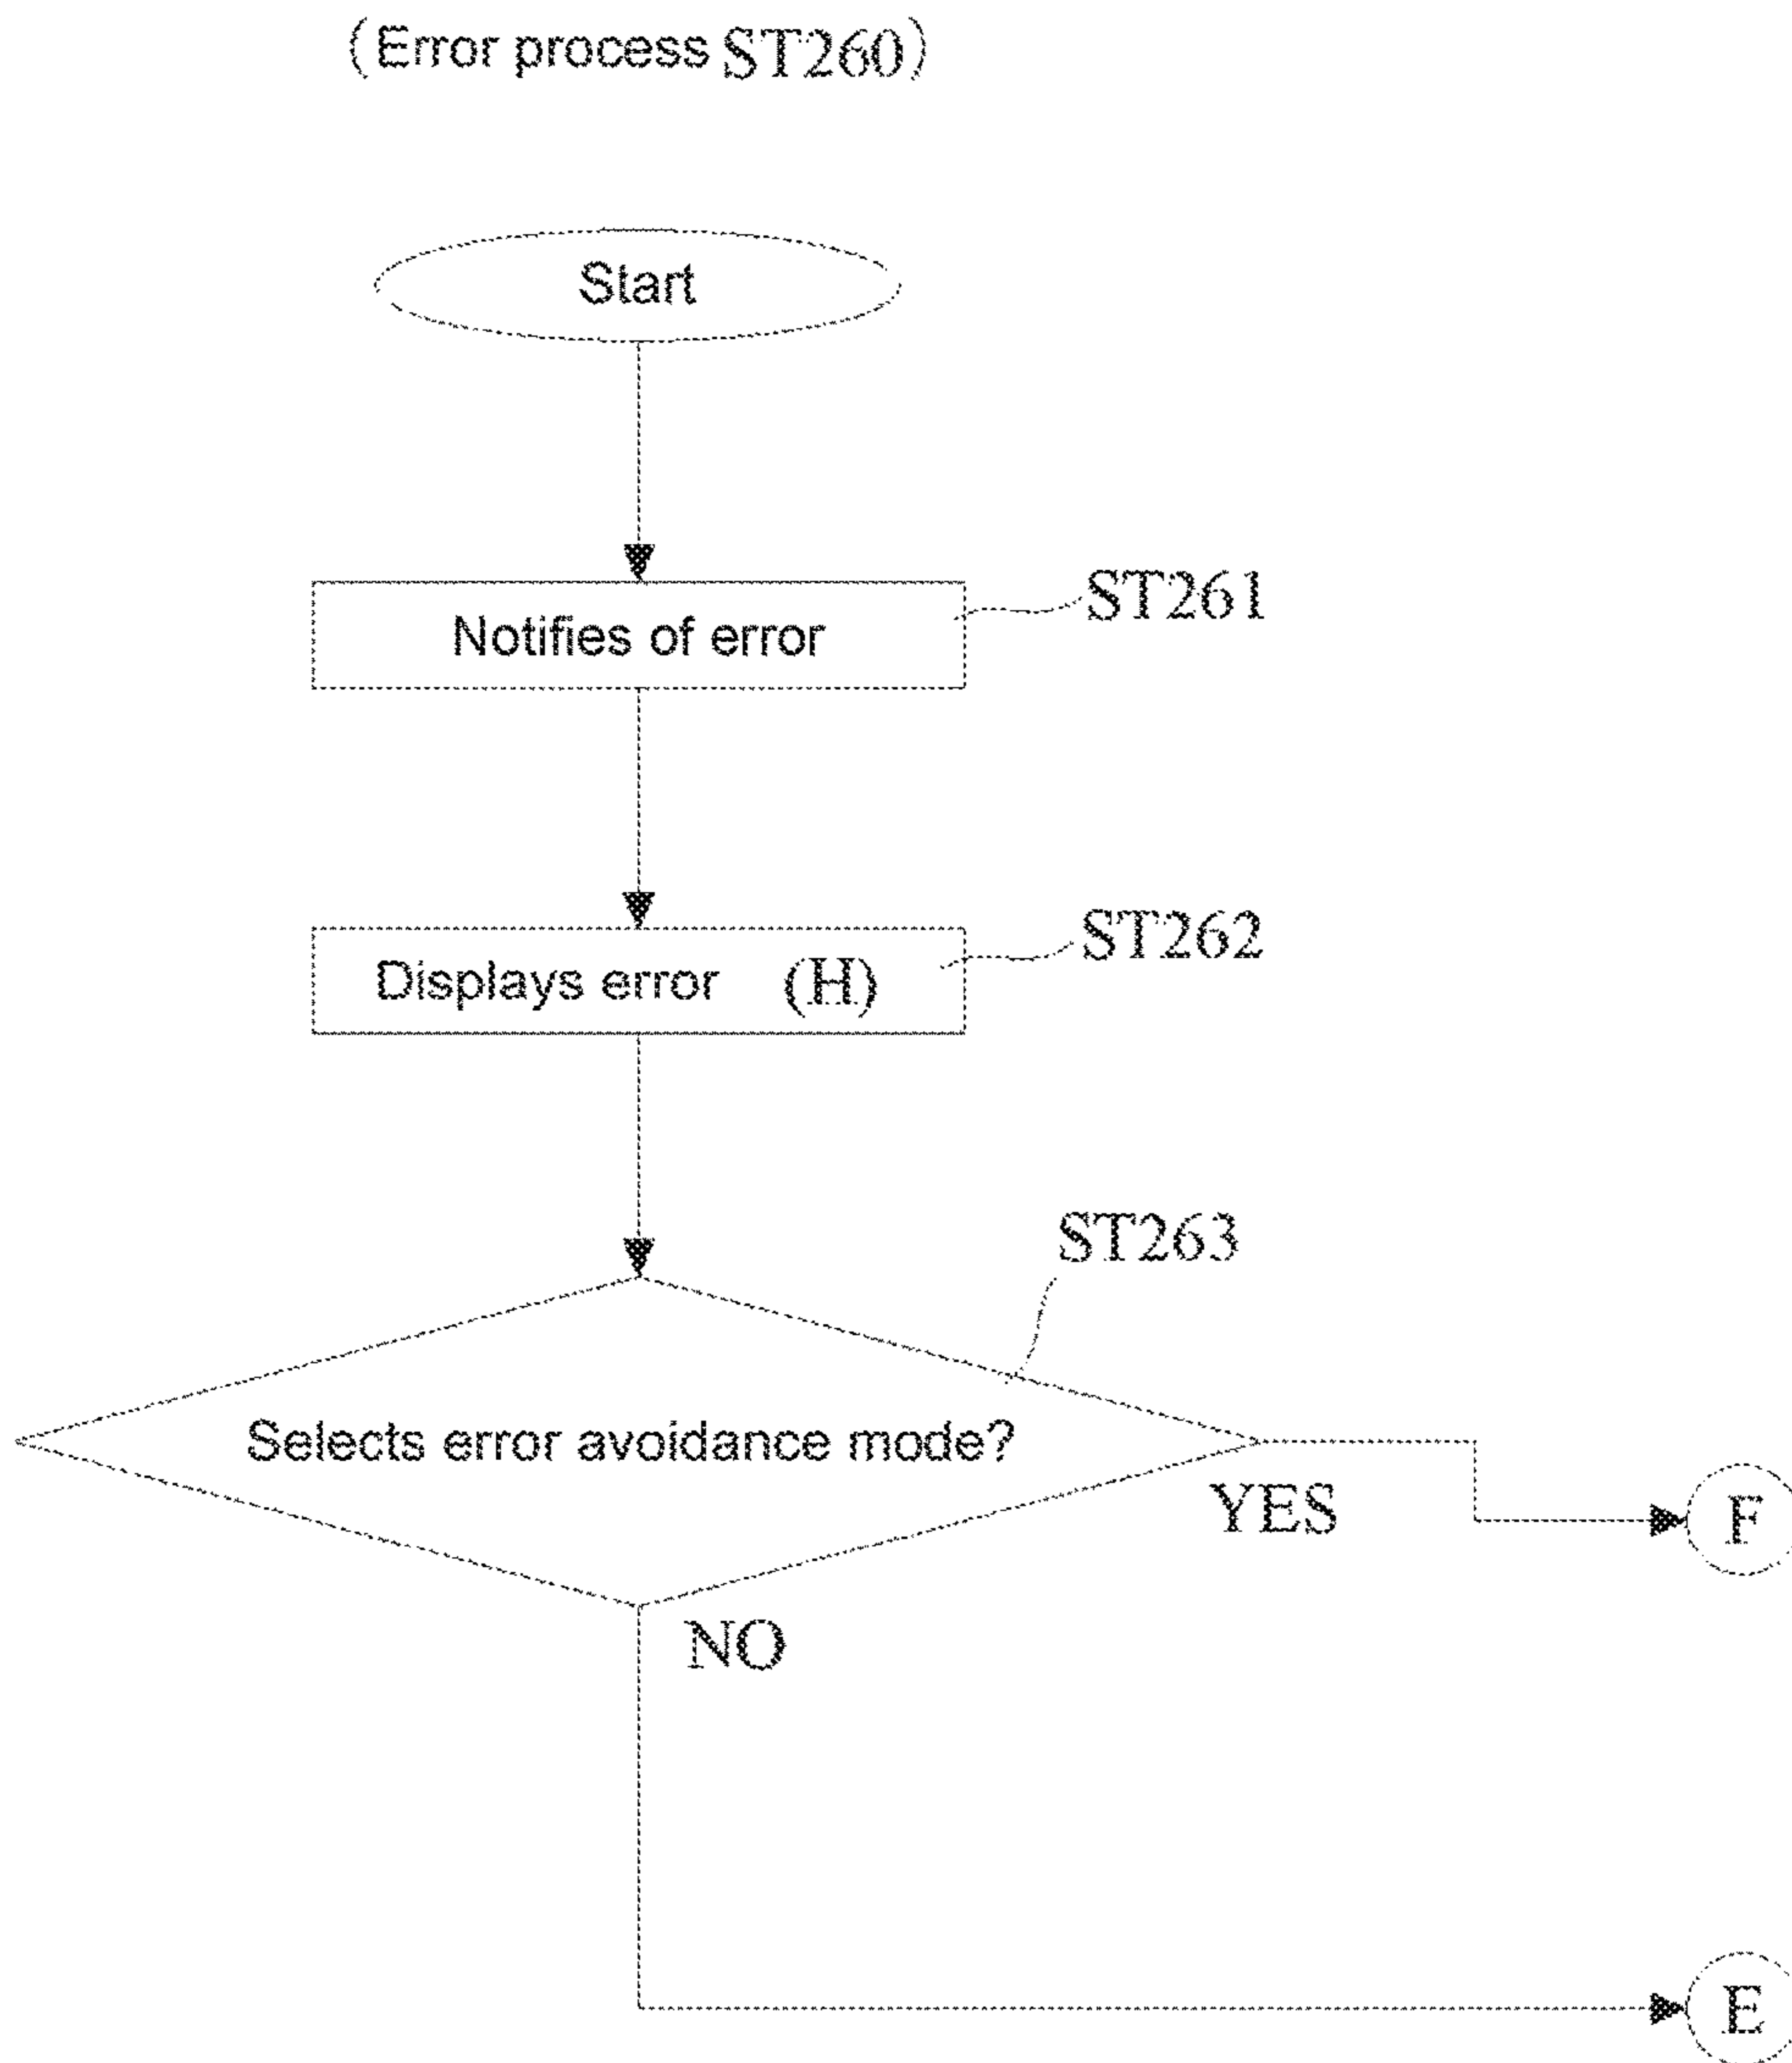 (Error process ST260)
Start
Notifies of error
ST261
Displays error (H)
ST262
ST263
Selects error avoidance mode?
YES
F
NO
E